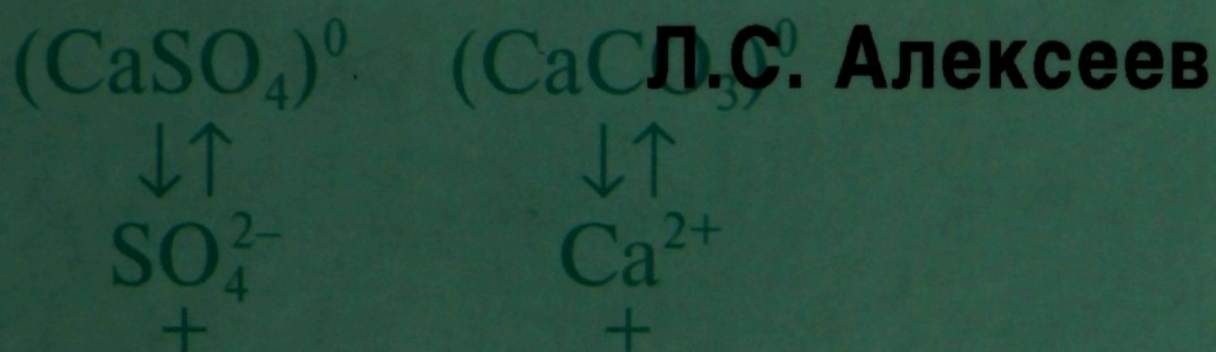 (CaSO₄)⁰ (CaCO₃)⁰ Л.С. Алексеев
↓↑ ↓↑
SO₄²⁻ Ca²⁺
+ +